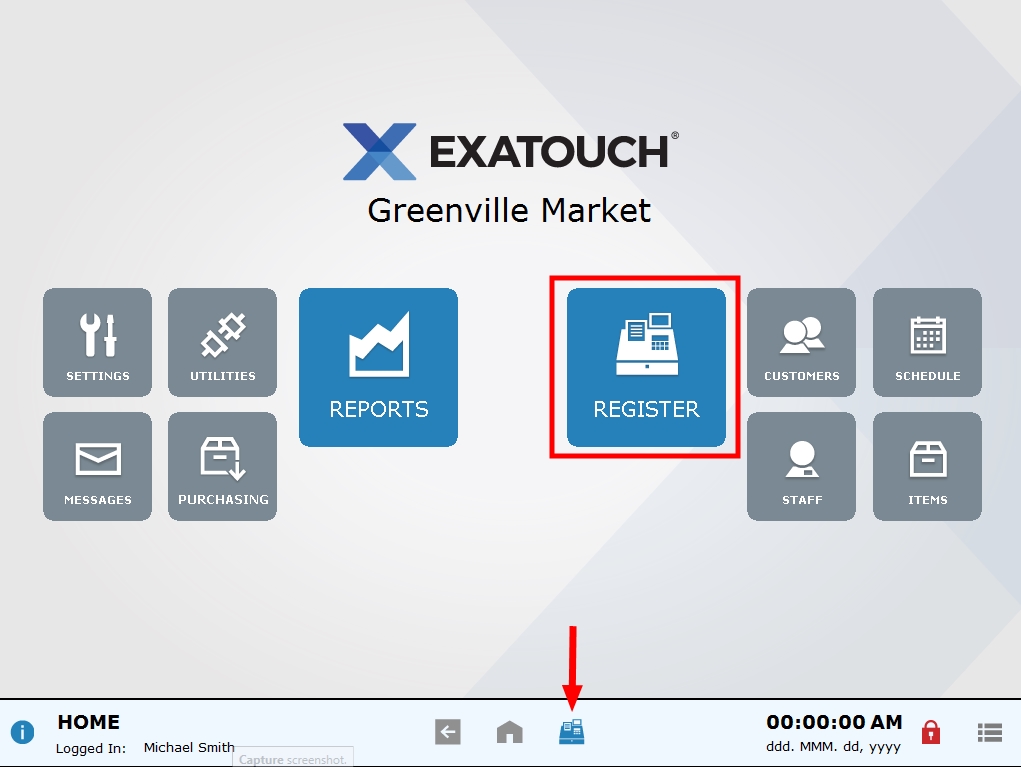 EXATOUCH®
Greenville Market
SETTINGS
UTILITIES
REPORTS
REGISTER
CUSTOMERS
SCHEDULE
MESSAGES
PURCHASING
STAFF
ITEMS
HOME
Logged In: Michael Smith
Capture screenshot.
00:00:00 AM
ddd. MMM. dd, yyyy